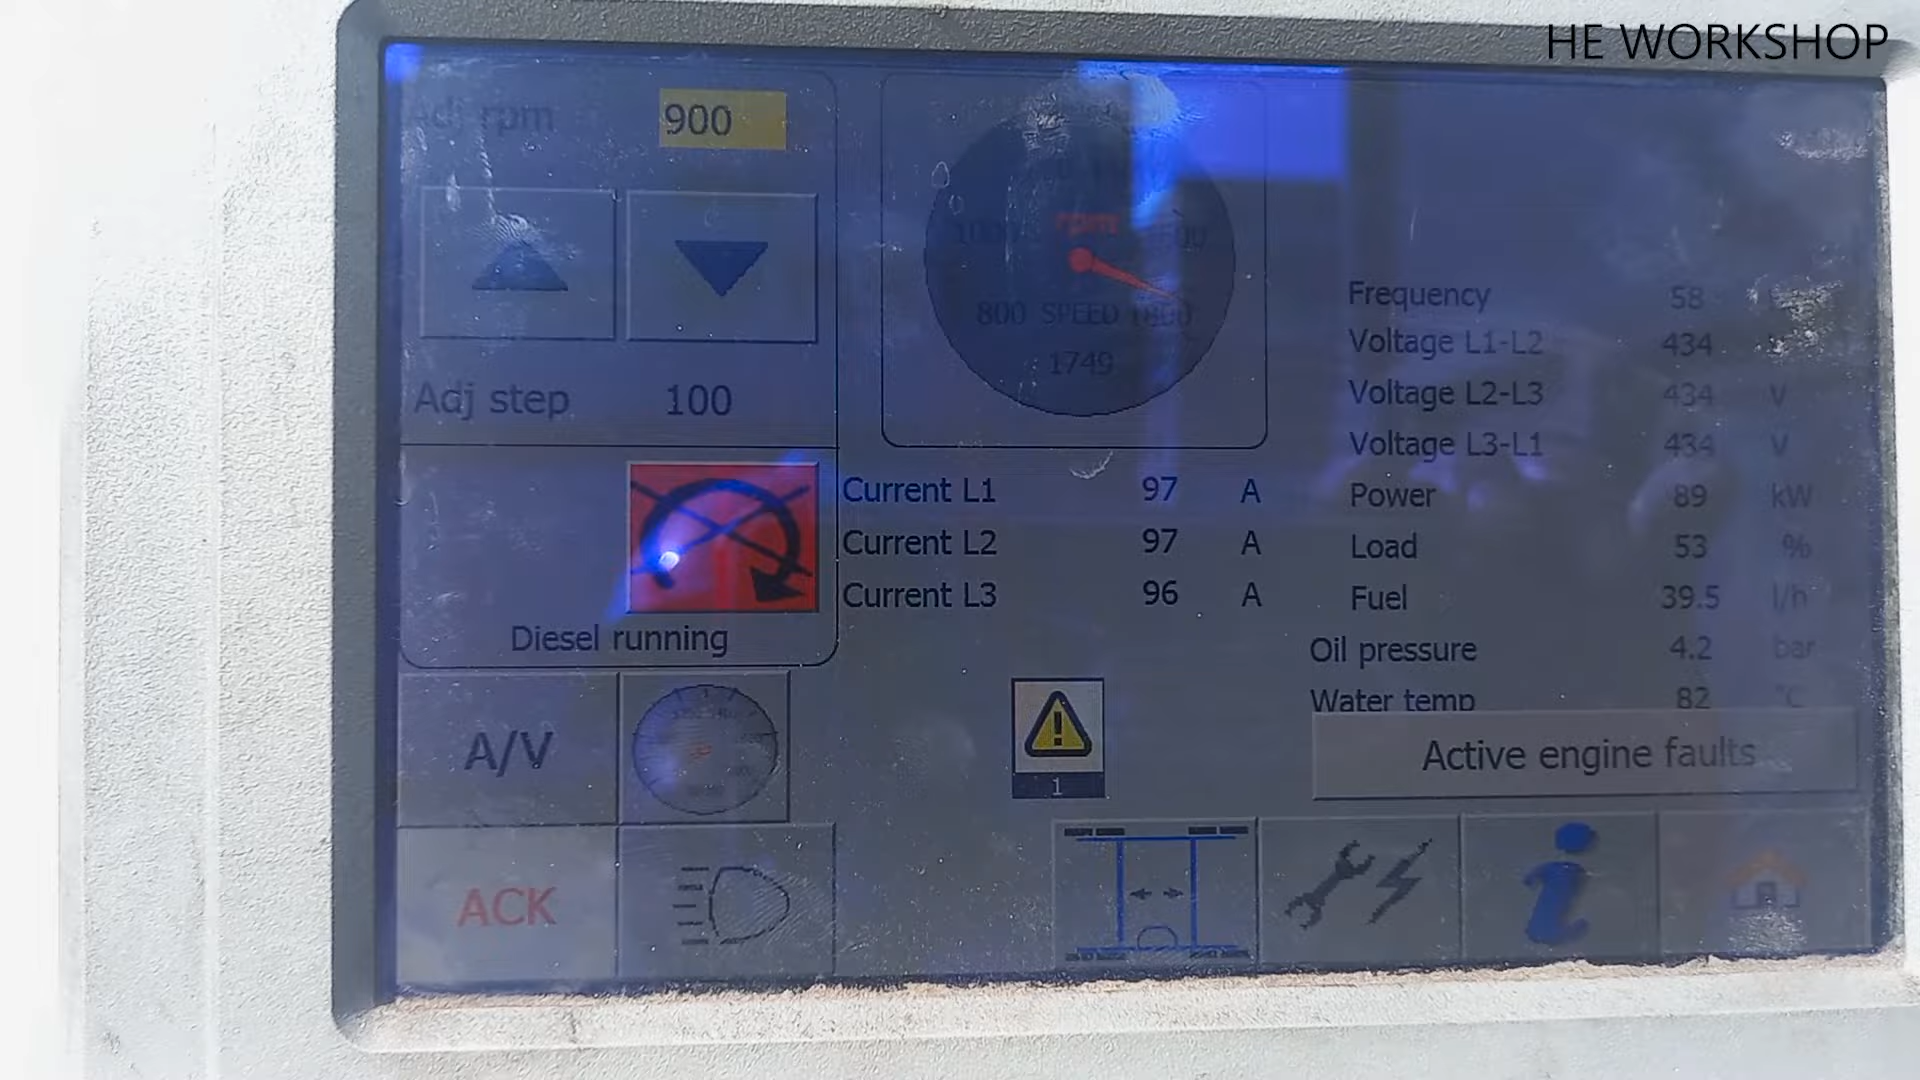 HE WORKSHOP
Adj rpm 900
Adj step 100
Diesel running
rpm
800 SPEED 1800
1749
Current L1 97 A
Current L2 97 A
Current L3 96 A
Frequency 58
Voltage L1-L2 434
Voltage L2-L3 434 V
Voltage L3-L1 434 V
Power 89 kW
Load 53 %
Fuel 39.5 l/h
Oil pressure 4.2 bar
Water temp 82 °C
Active engine faults
A/V
1
ACK